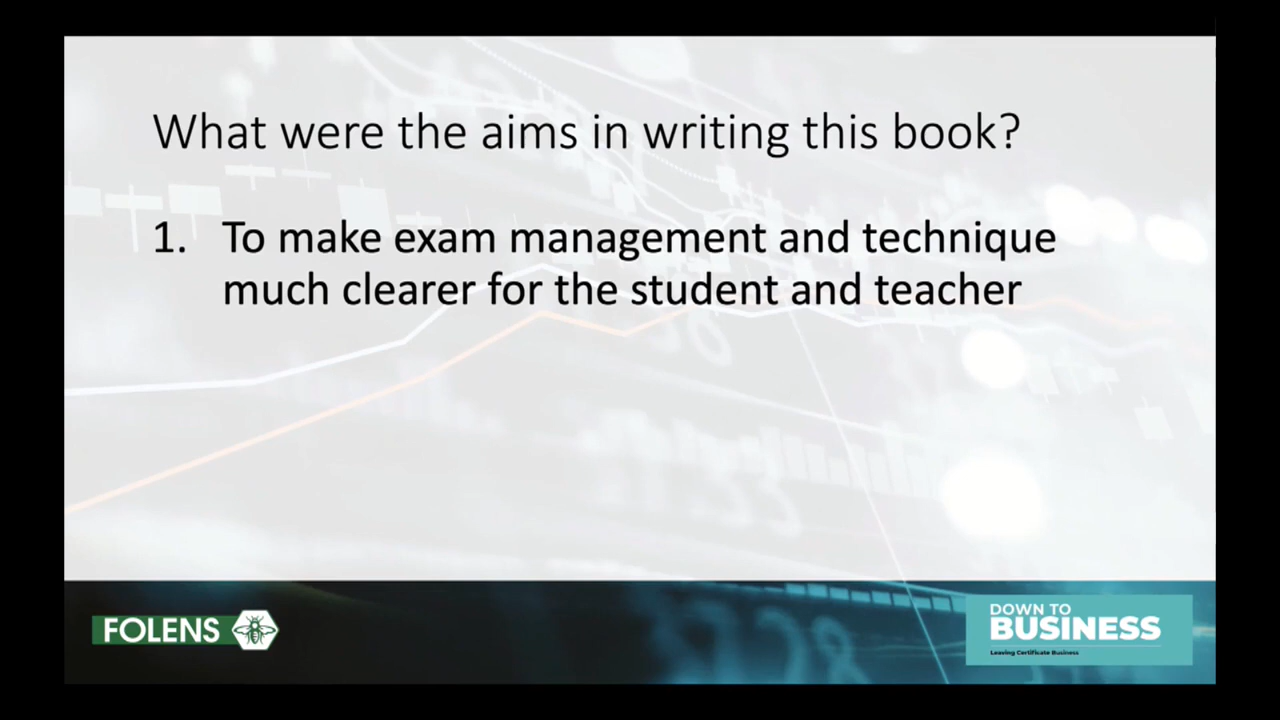 What were the aims in writing this book?
1. To make exam management and technique
much clearer for the student and teacher
FOLENS
DOWN TO
BUSINESS
Leaving Certificate Business